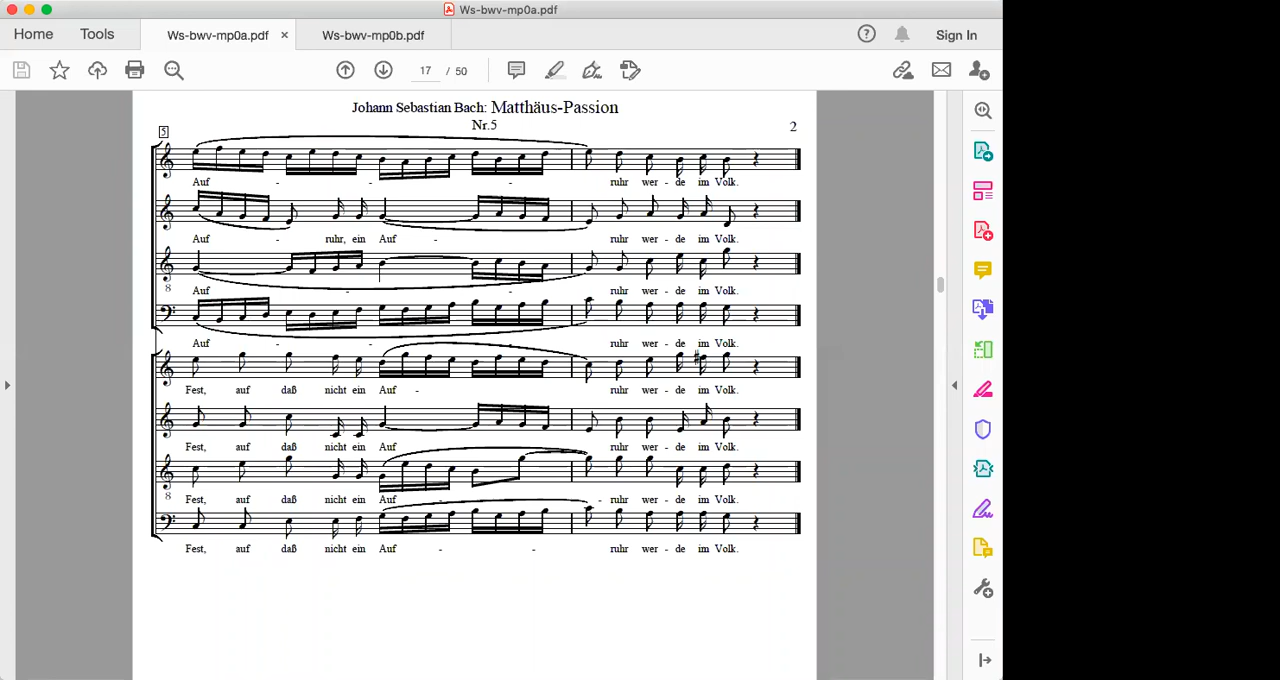 Ws-bwv-mp0a.pdf
Home Tools Ws-bwv-mp0a.pdf × Ws-bwv-mp0b.pdf Sign In
17 / 50
Johann Sebastian Bach: Matthäus-Passion
Nr.5 2
5
Auf - - - ruhr wer - de im Volk.
Auf - ruhr, ein Auf - ruhr wer - de im Volk.
8
Auf - - ruhr wer - de im Volk.
Auf - - - ruhr wer - de im Volk.
Fest, auf daß nicht ein Auf - ruhr wer - de im Volk.
Fest, auf daß nicht ein Auf - ruhr wer - de im Volk.
8
Fest, auf daß nicht ein Auf - - ruhr wer - de im Volk.
Fest, auf daß nicht ein Auf - - ruhr wer - de im Volk.